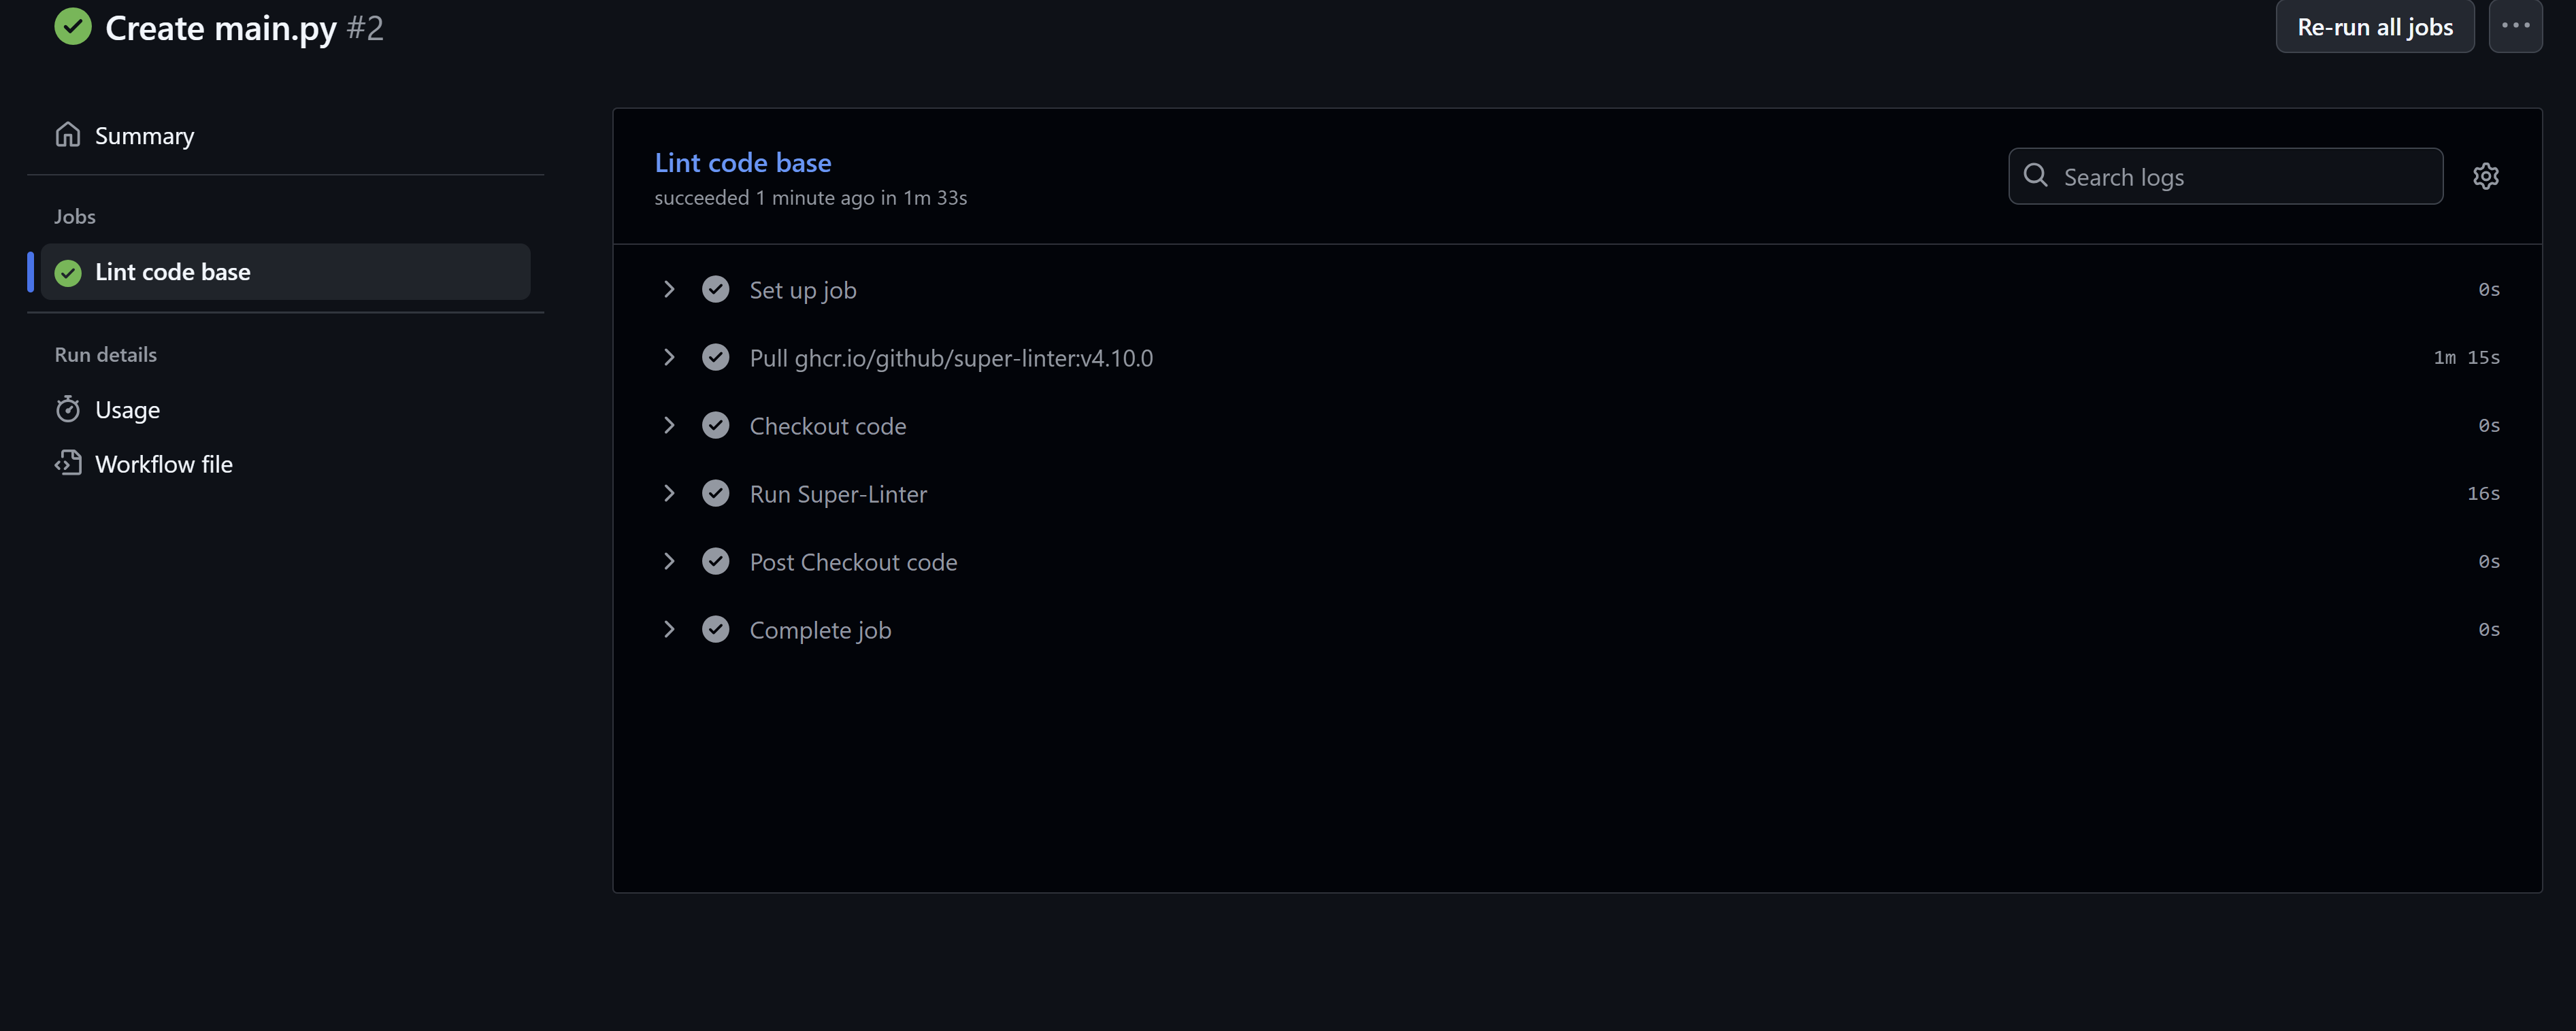 Create main.py #2
Re-run all jobs
Summary
Jobs
Lint code base
Run details
Usage
Workflow file
Lint code base
succeeded 1 minute ago in 1m 33s
Search logs
Set up job 0s
Pull ghcr.io/github/super-linter:v4.10.0 1m 15s
Checkout code 0s
Run Super-Linter 16s
Post Checkout code 0s
Complete job 0s